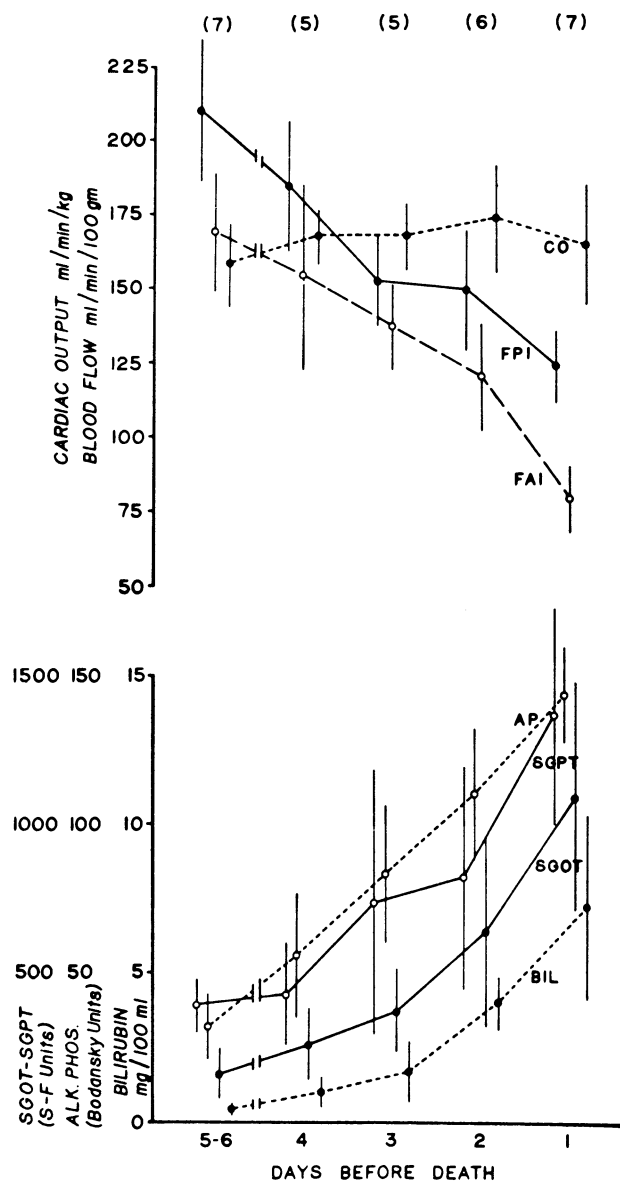 (7) (5) (5) (6) (7)
225
200
175
150
125
100
75
50
CARDIAC OUTPUT ml/min/kg
BLOOD FLOW ml/min/100 gm
CO
FPI
FAI
1500 150 15
1000 100 10
500 50 5
0
AP
SGPT
SGOT
BIL
SGOT-SGPT
(S-F Units)
ALK. PHOS.
(Bodansky Units)
BILIRUBIN
mg/100 ml
5-6 4 3 2 1
DAYS BEFORE DEATH